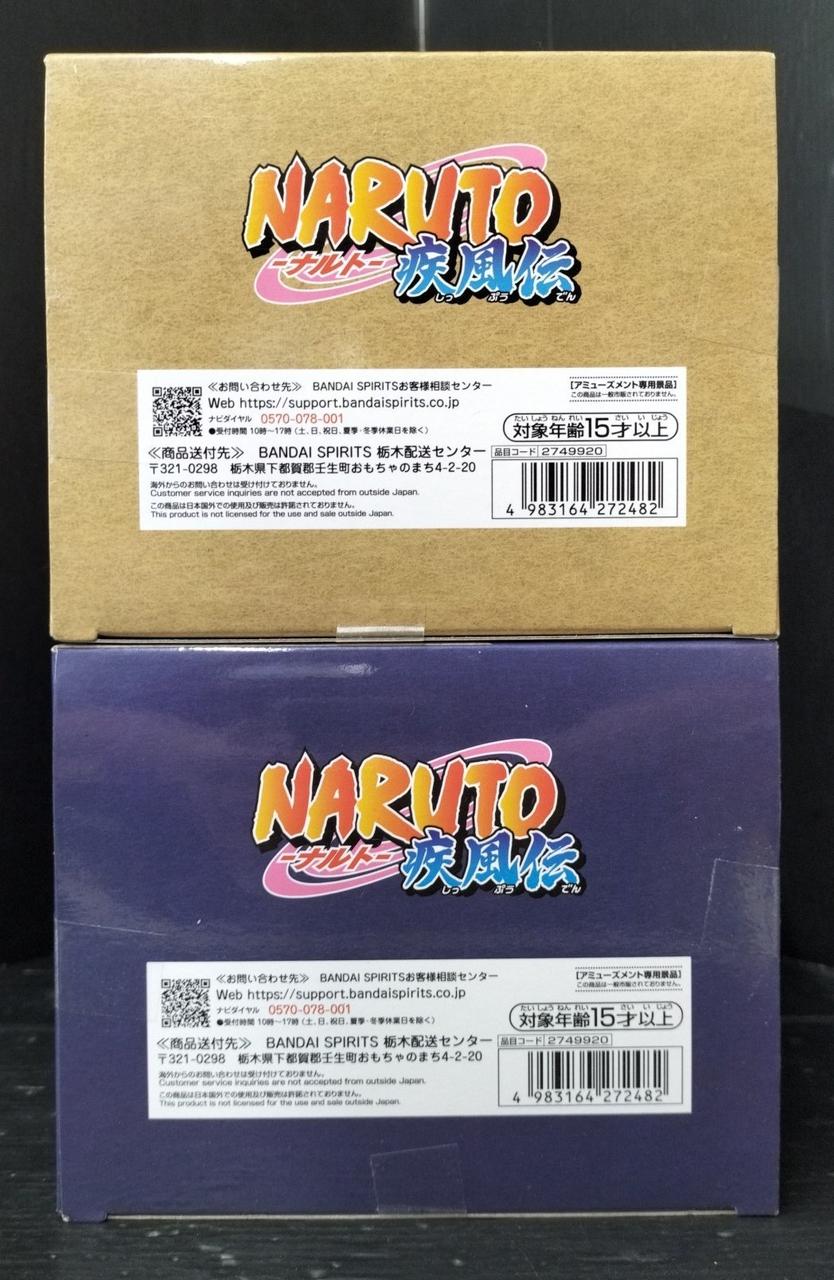 NARUTO
-ナルト-
疾風伝
しっ ぷう でん
≪お問い合わせ先≫ BANDAI SPIRITSお客様相談センター
Web https://support.bandaispirits.co.jp
ナビダイヤル 0570-078-001
●受付時間 10時〜17時(土、日、祝日、夏季・冬季休業日を除く)
≪商品送付先≫ BANDAI SPIRITS 栃木配送センター
〒321-0298 栃木県下都賀郡壬生町おもちゃのまち4-2-20
海外からのお問い合わせは受け付けておりません。
Customer service inquiries are not accepted from outside Japan.
この商品は日本国外での使用及び販売は許諾されておりません。
This product is not licensed for the use and sale outside Japan.
【アミューズメント専用景品】
この商品は一般市販されておりません。
たいしょうねんれい さい いじょう
対象年齢15才以上
品目コード 2749920
4 983164 272482
NARUTO
-ナルト-
疾風伝
しっ ぷう でん
≪お問い合わせ先≫ BANDAI SPIRITSお客様相談センター
Web https://support.bandaispirits.co.jp
ナビダイヤル 0570-078-001
●受付時間 10時〜17時(土、日、祝日、夏季・冬季休業日を除く)
≪商品送付先≫ BANDAI SPIRITS 栃木配送センター
〒321-0298 栃木県下都賀郡壬生町おもちゃのまち4-2-20
海外からのお問い合わせは受け付けておりません。
Customer service inquiries are not accepted from outside Japan.
この商品は日本国外での使用及び販売は許諾されておりません。
This product is not licensed for the use and sale outside Japan.
【アミューズメント専用景品】
この商品は一般市販されておりません。
たいしょうねんれい さい いじょう
対象年齢15才以上
品目コード 2749920
4 983164 272482